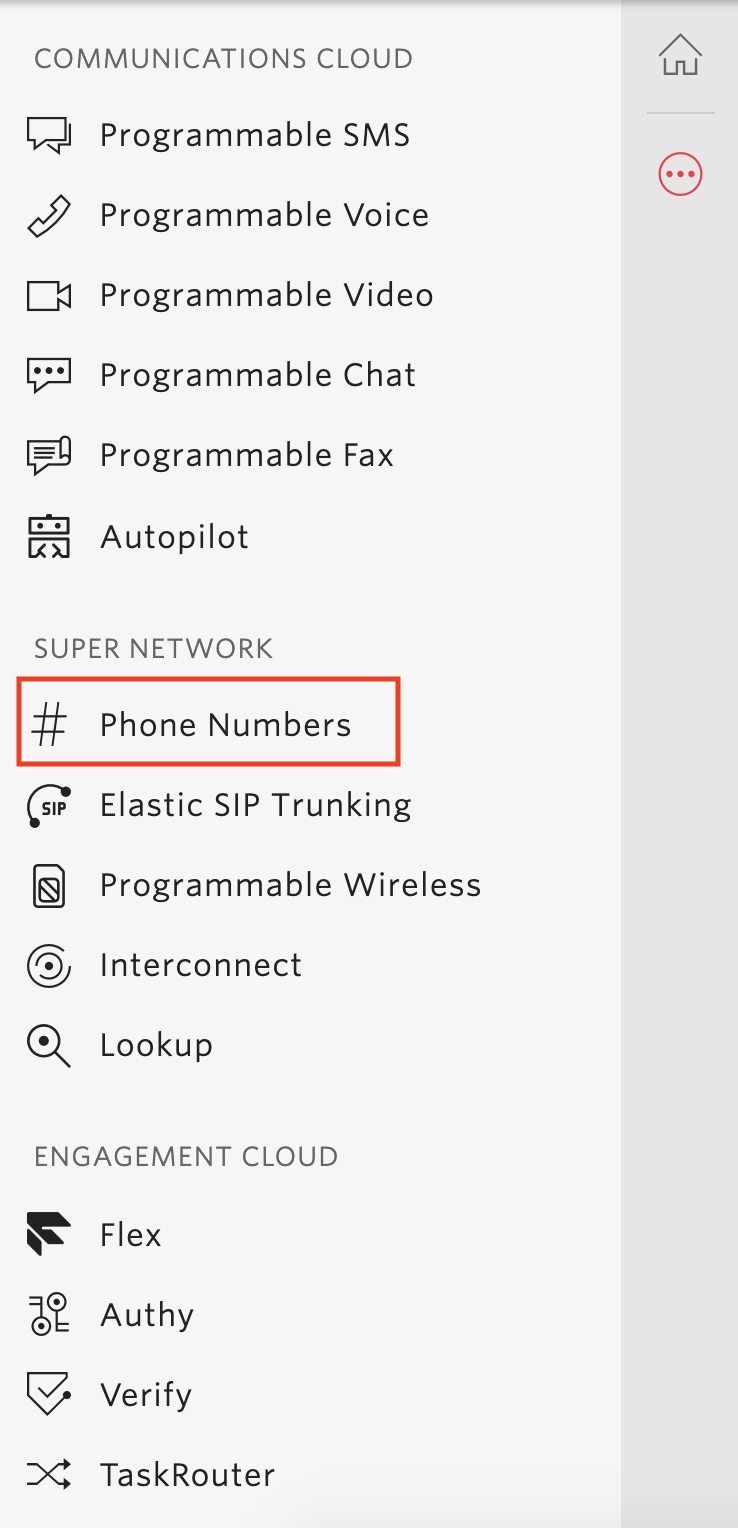 COMMUNICATIONS CLOUD
Programmable SMS
Programmable Voice
Programmable Video
Programmable Chat
Programmable Fax
Autopilot
SUPER NETWORK
# Phone Numbers
SIP Elastic SIP Trunking
Programmable Wireless
Interconnect
Lookup
ENGAGEMENT CLOUD
Flex
Authy
Verify
TaskRouter